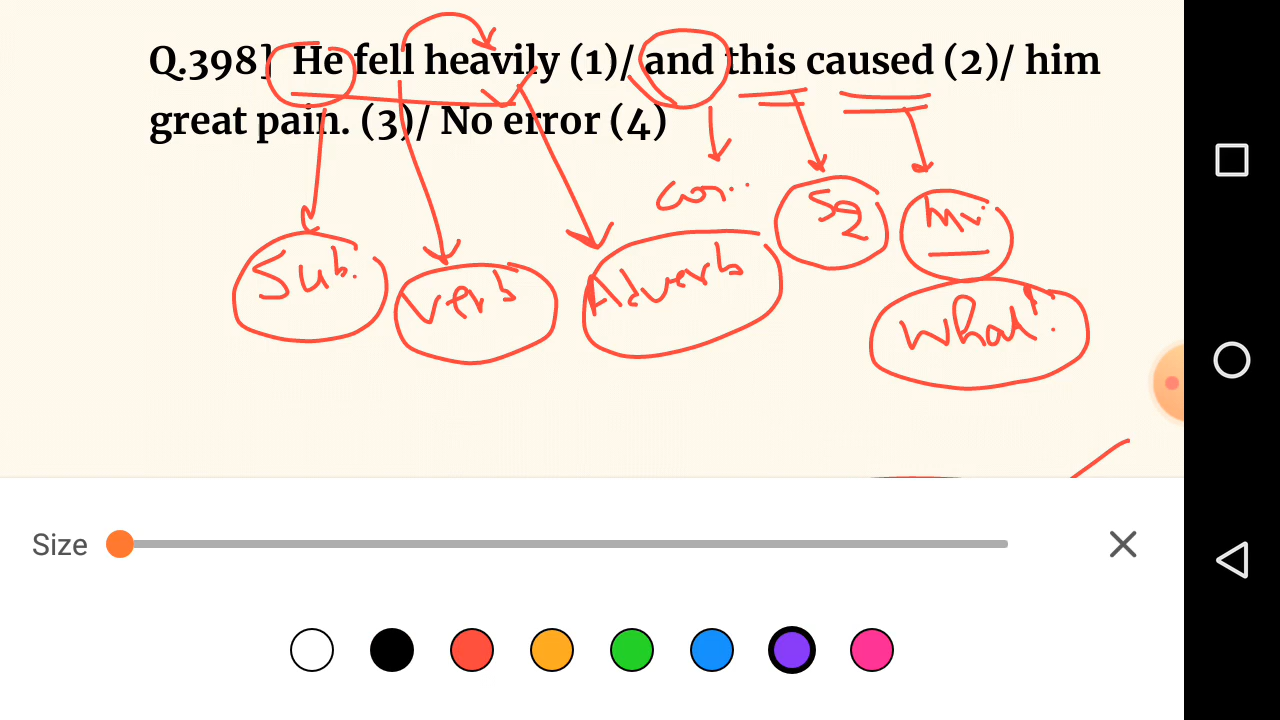 Q.398] He fell heavily (1)/ and this caused (2)/ him
great pain. (3)/ No error (4)
con..
Sub.
Verb
Adverb
What?
Size